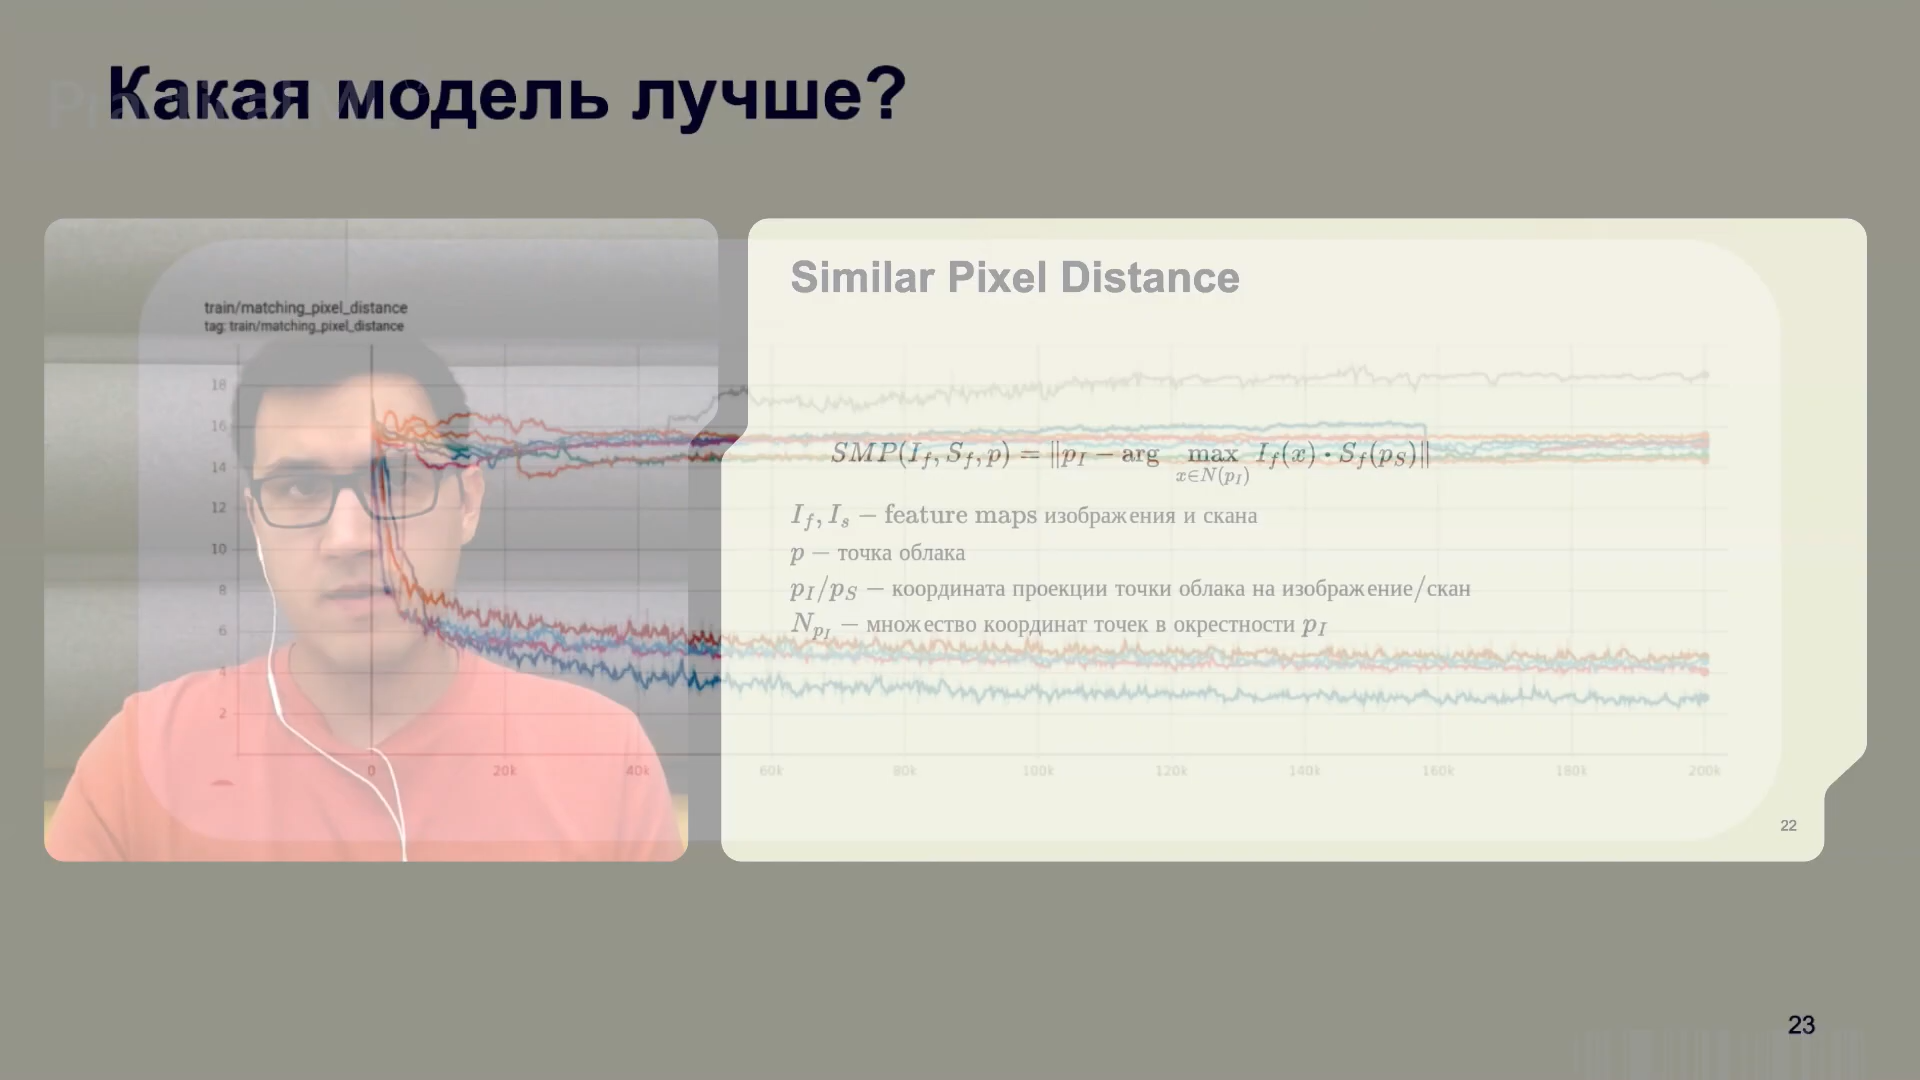 Какая модель лучше?
Similar Pixel Distance
train/matching_pixel_distance
tag: train/matching_pixel_distance
18
16
14
12
10
8
6
4
2
0 20k 40k 60k 80k 100k 120k 140k 160k 180k 200k
SMP(I_f, S_f, p) = ||p_I − arg max_{x∈N(p_I)} I_f(x) · S_f(p_S)||
I_f, I_s — feature maps изображения и скана
p — точка облака
p_I/p_S — координата проекции точки облака на изображение/скан
N_{p_I} — множество координат точек в окрестности p_I
22
23